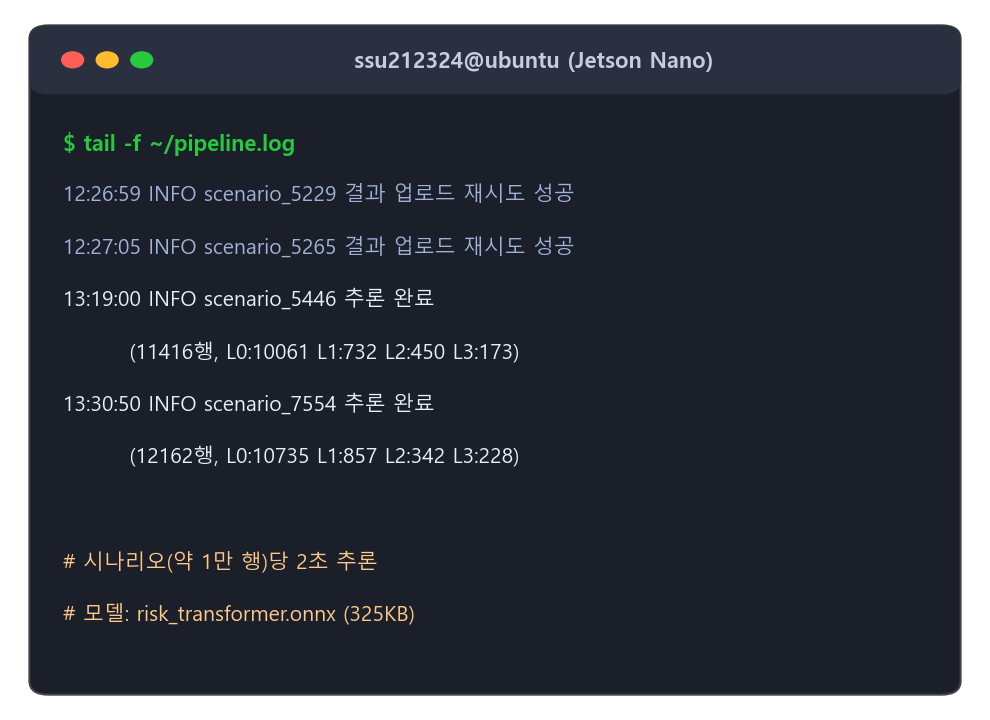 ssu212324@ubuntu (Jetson Nano)
$ tail -f ~/pipeline.log
12:26:59 INFO scenario_5229 결과 업로드 재시도 성공
12:27:05 INFO scenario_5265 결과 업로드 재시도 성공
13:19:00 INFO scenario_5446 추론 완료
(11416행, L0:10061 L1:732 L2:450 L3:173)
13:30:50 INFO scenario_7554 추론 완료
(12162행, L0:10735 L1:857 L2:342 L3:228)
# 시나리오(약 1만 행)당 2초 추론
# 모델: risk_transformer.onnx (325KB)